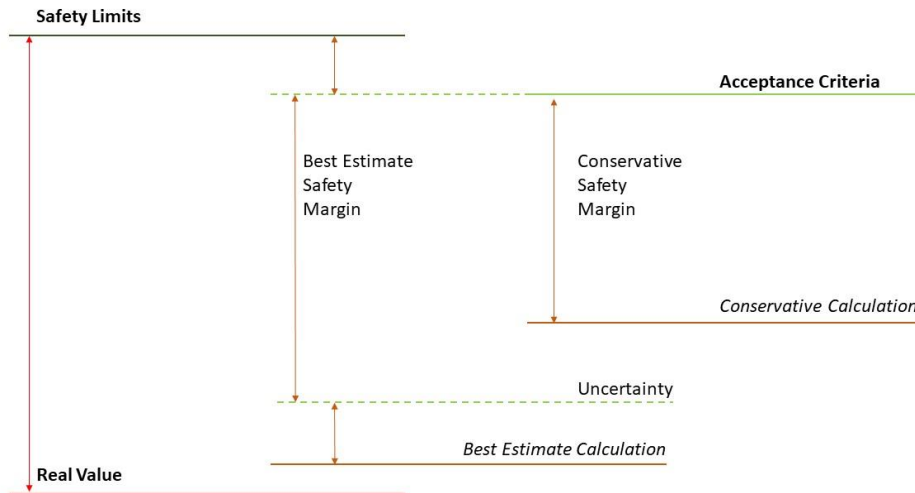 Safety Limits
Acceptance Criteria
Best Estimate
Safety
Margin
Conservative
Safety
Margin
Conservative Calculation
Uncertainty
Best Estimate Calculation
Real Value